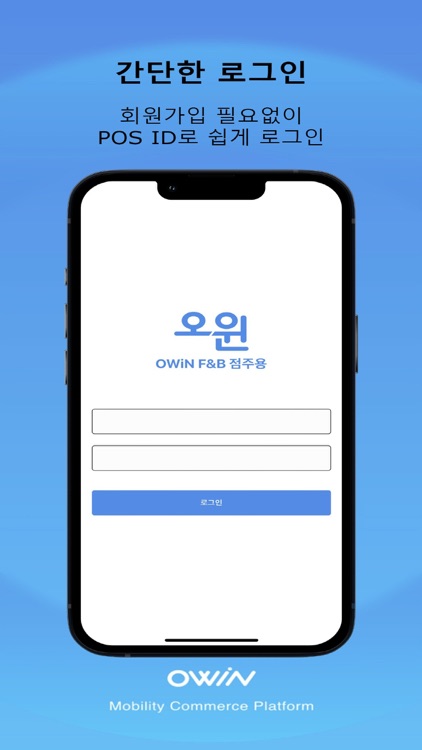 간단한 로그인
회원가입 필요없이
POS ID로 쉽게 로그인
오윈
OWiN F&B 점주용
로그인
OWiN
Mobility Commerce Platform